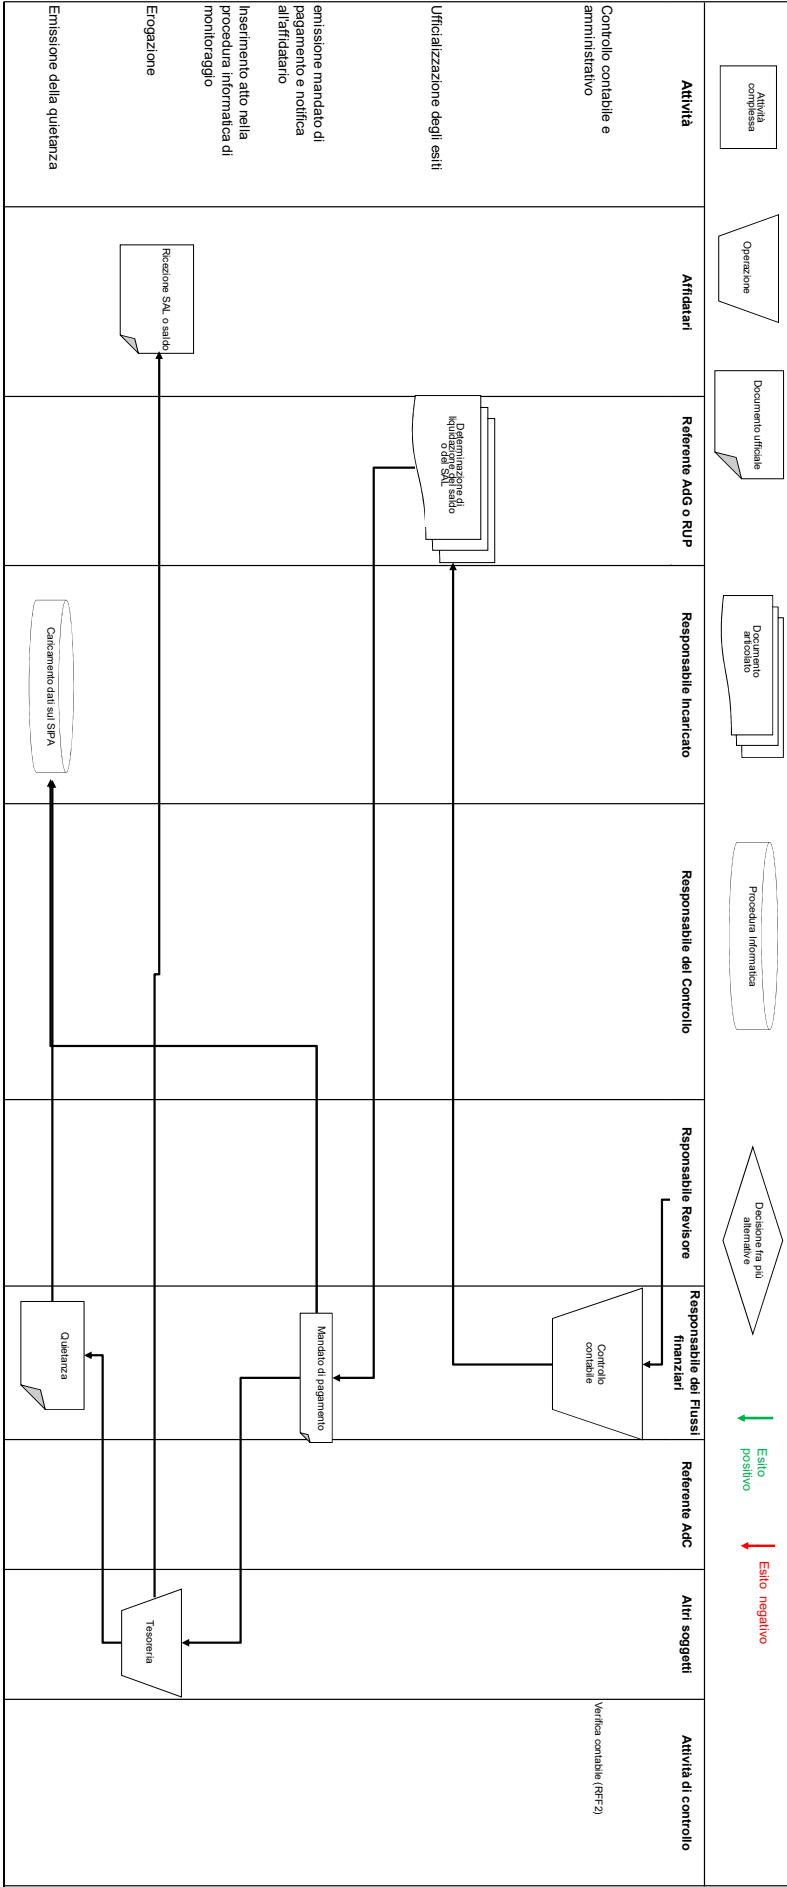 Attività
complessa
Operazione
Documento ufficiale
Documento
articolato
Procedura Informatica
Decisione fra più
alternative
Esito
positivo
Esito negativo
Attività
Affidatari
Referente AdG o RUP
Responsabile Incaricato
Responsabile del Controllo
Rsponsabile Revisore
Responsabile dei Flussi
finanziari
Referente AdC
Altri soggetti
Attività di controllo
Controllo contabile e
amministrativo
Controllo
contabile
Verifica contabile (RFF2)
Ufficializzazione degli esiti
Determinazione di
liquidazione del saldo
o del SAL
emissione mandato di
pagamento e notifica
all'affidatario
Mandato di pagamento
Inserimento atto nella
procedura informatica di
monitoraggio
Erogazione
Ricezione SAL o saldo
Tesoreria
Emissione della quietanza
Caricamento dati sul SIPA
Quietanza